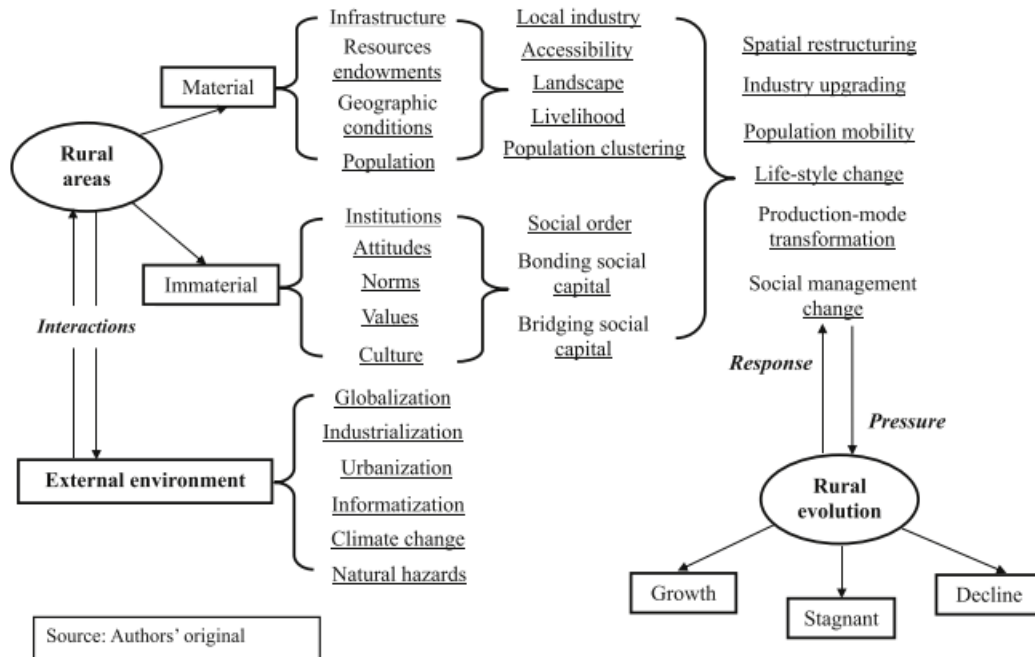 Infrastructure
Resources
endowments
Geographic
conditions
Population
Local industry
Accessibility
Landscape
Livelihood
Population clustering
Spatial restructuring
Industry upgrading
Population mobility
Life-style change
Production-mode
transformation
Social management
change
Material
Rural
areas
Immaterial
Institutions
Attitudes
Norms
Values
Culture
Social order
Bonding social
capital
Bridging social
capital
Interactions
Response
Pressure
External environment
Globalization
Industrialization
Urbanization
Informatization
Climate change
Natural hazards
Rural
evolution
Growth
Stagnant
Decline
Source: Authors' original